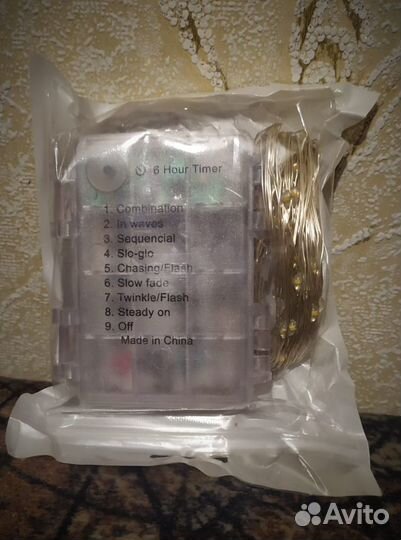 6 Hour Timer
1. Combination
2. In waves
3. Sequencial
4. Slo-glo
5. Chasing/Flash
6. Slow fade
7. Twinkle/Flash
8. Steady on
9. Off
Made in China
Avito